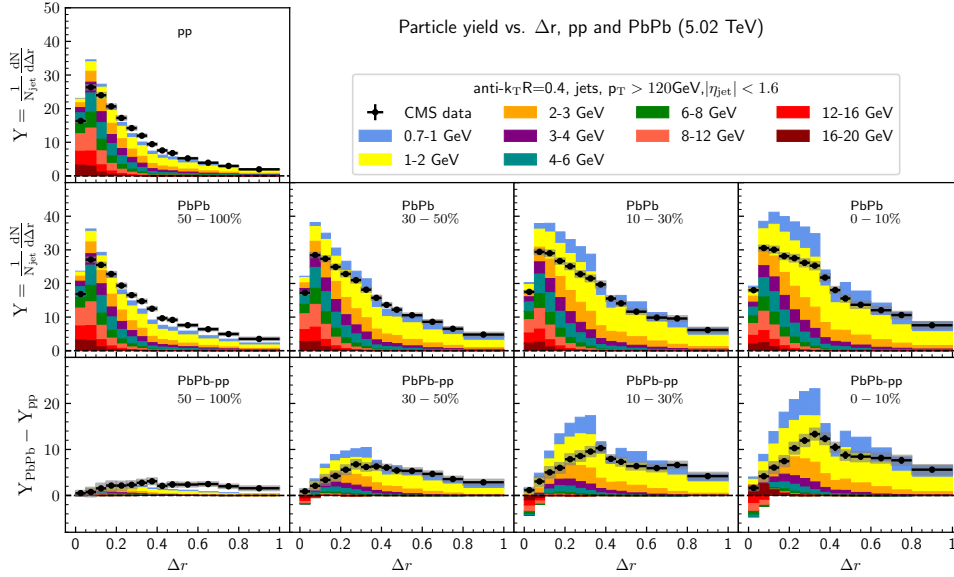 Particle yield vs. Δr, pp and PbPb (5.02 TeV)
pp
Y = 1/N_jet dN/dΔr
50
40
30
20
10
0
anti-k_T R=0.4, jets, p_T > 120GeV, |η_jet| < 1.6
CMS data
0.7-1 GeV
1-2 GeV
2-3 GeV
3-4 GeV
4-6 GeV
6-8 GeV
8-12 GeV
12-16 GeV
16-20 GeV
Y = 1/N_jet dN/dΔr
40
30
20
10
0
PbPb
50 − 100%
PbPb
30 − 50%
PbPb
10 − 30%
PbPb
0 − 10%
Y_PbPb − Y_pp
20
10
0
PbPb-pp
50 − 100%
PbPb-pp
30 − 50%
PbPb-pp
10 − 30%
PbPb-pp
0 − 10%
0 0.2 0.4 0.6 0.8 1
0 0.2 0.4 0.6 0.8 1
0 0.2 0.4 0.6 0.8 1
0 0.2 0.4 0.6 0.8 1
Δr
Δr
Δr
Δr